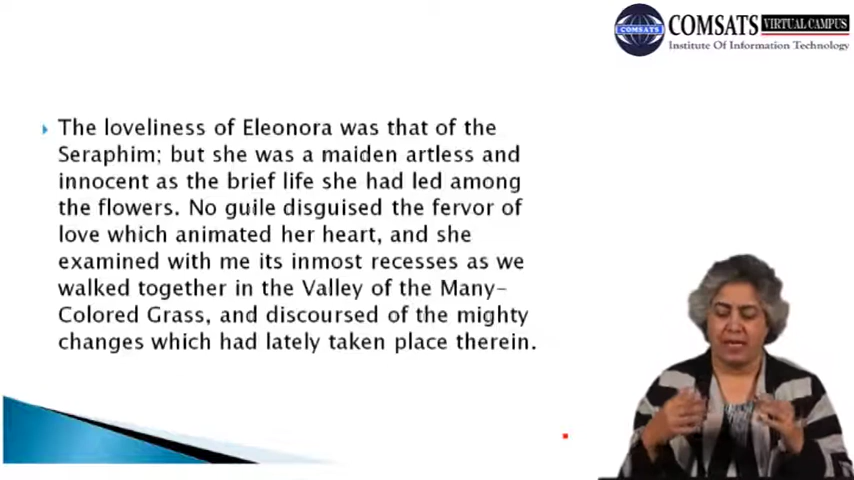 COMSATS
COMSATS VIRTUAL CAMPUS
Institute Of Information Technology
The loveliness of Eleonora was that of the
Seraphim; but she was a maiden artless and
innocent as the brief life she had led among
the flowers. No guile disguised the fervor of
love which animated her heart, and she
examined with me its inmost recesses as we
walked together in the Valley of the Many-
Colored Grass, and discoursed of the mighty
changes which had lately taken place therein.